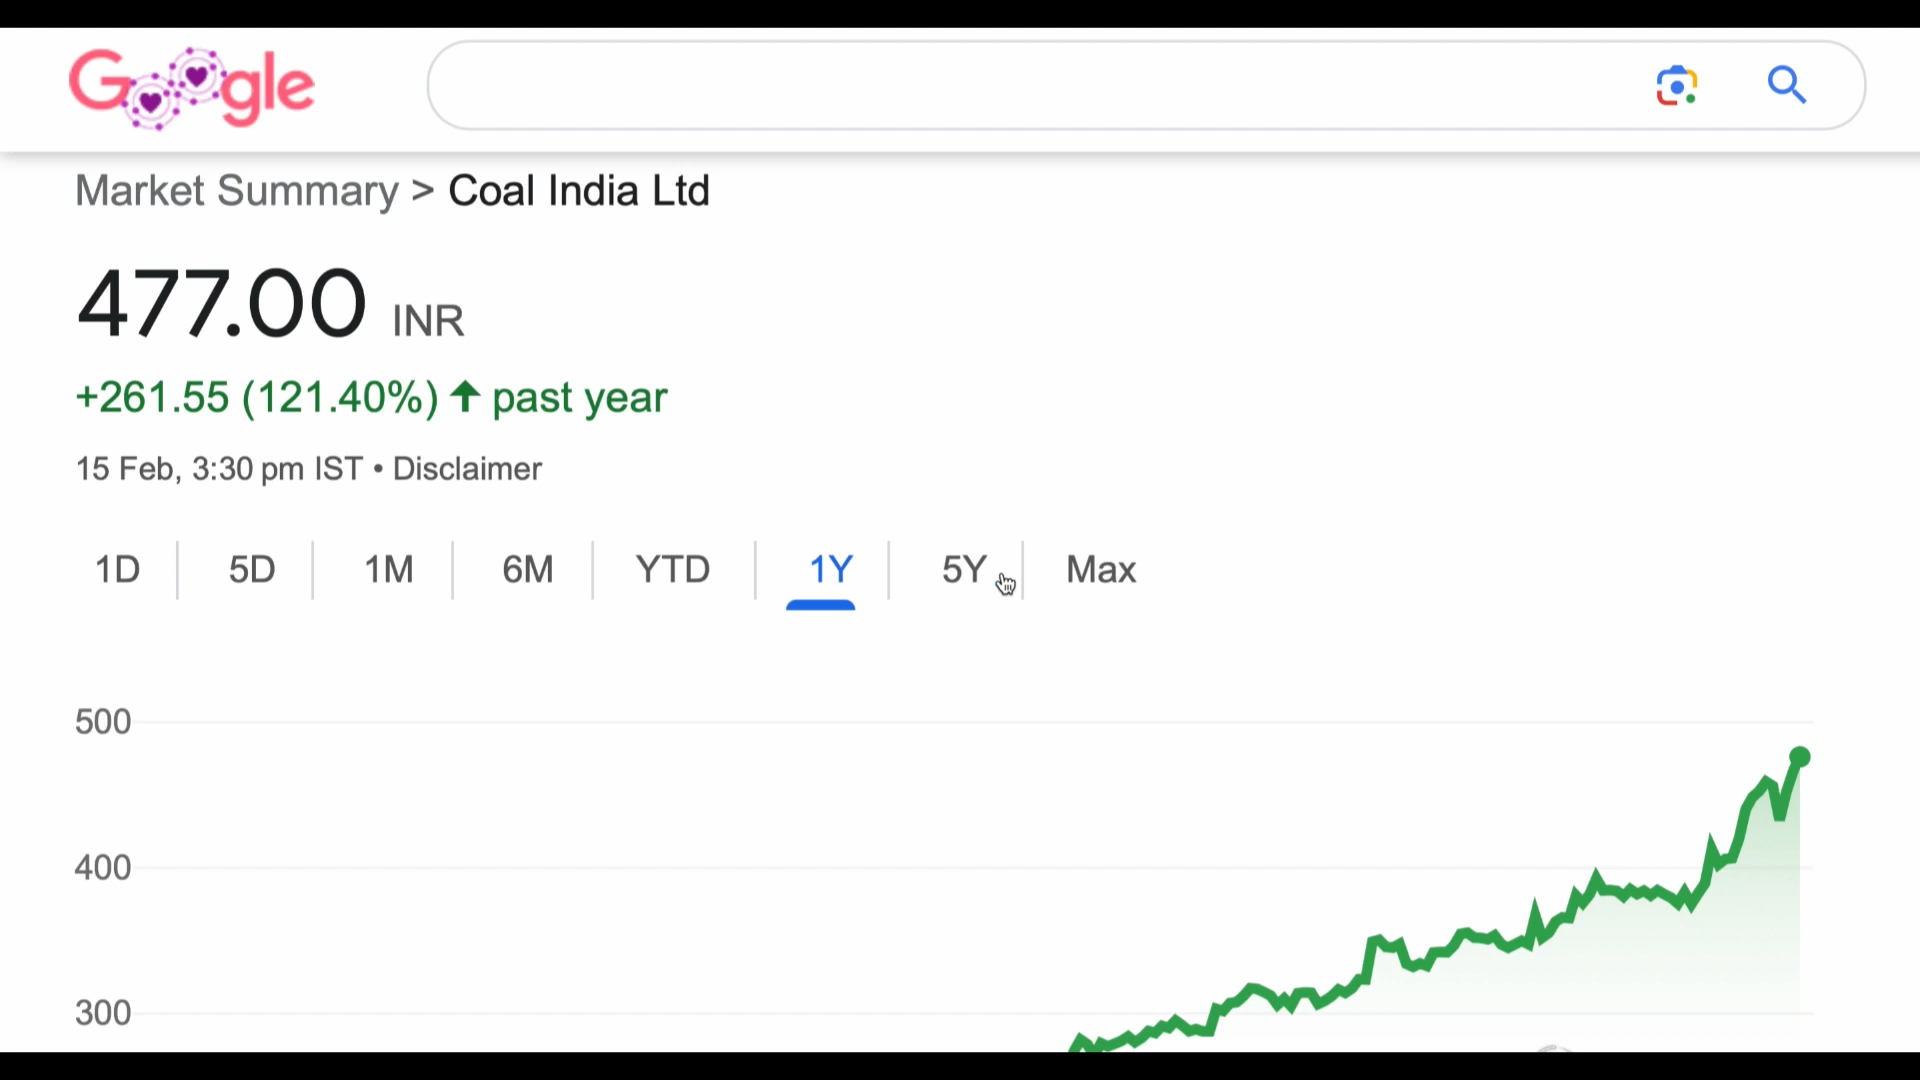 Google
Market Summary > Coal India Ltd
477.00 INR
+261.55 (121.40%) ↑ past year
15 Feb, 3:30 pm IST • Disclaimer
1D 5D 1M 6M YTD 1Y 5Y Max
500
400
300